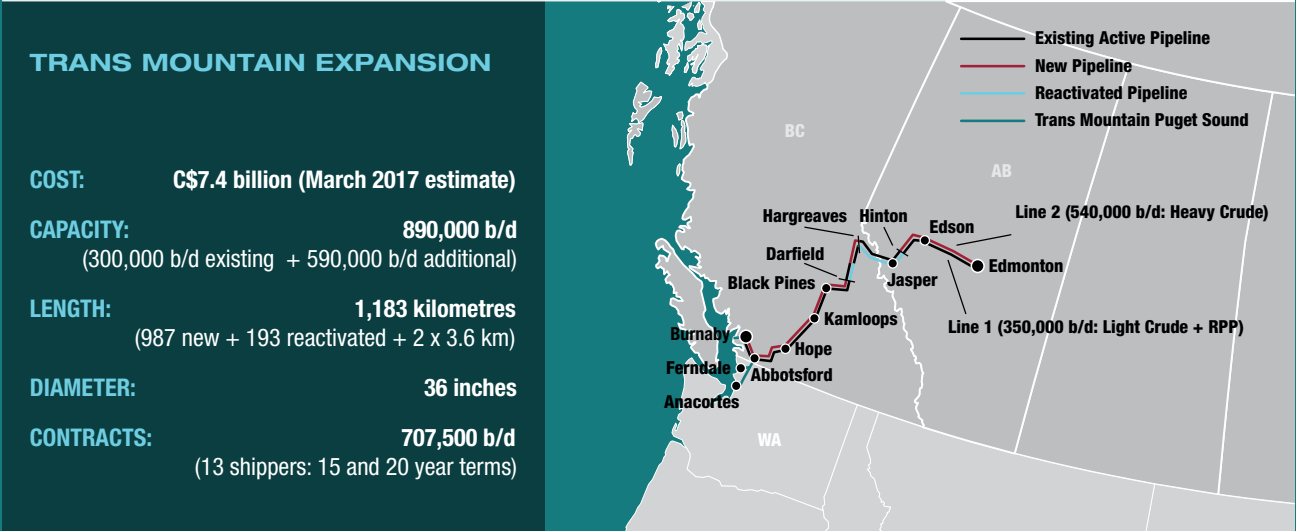 TRANS MOUNTAIN EXPANSION
COST: C$7.4 billion (March 2017 estimate)
CAPACITY: 890,000 b/d
(300,000 b/d existing + 590,000 b/d additional)
LENGTH: 1,183 kilometres
(987 new + 193 reactivated + 2 x 3.6 km)
DIAMETER: 36 inches
CONTRACTS: 707,500 b/d
(13 shippers: 15 and 20 year terms)
Existing Active Pipeline
New Pipeline
Reactivated Pipeline
Trans Mountain Puget Sound
BC
AB
Hargreaves
Hinton
Line 2 (540,000 b/d: Heavy Crude)
Edson
Darfield
Edmonton
Black Pines
Jasper
Kamloops
Line 1 (350,000 b/d: Light Crude + RPP)
Burnaby
Hope
Ferndale
Abbotsford
Anacortes
WA